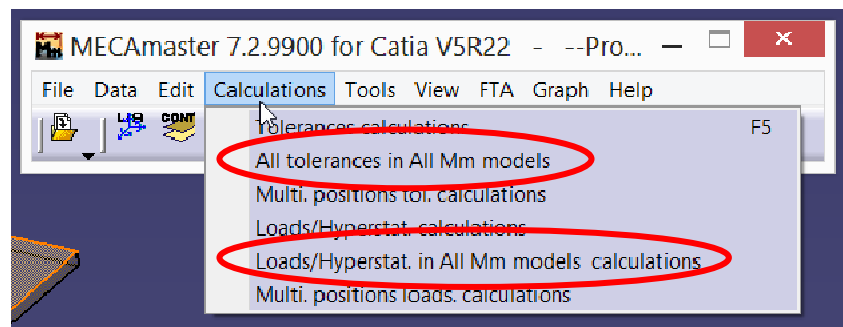 MECAmaster 7.2.9900 for Catia V5R22 - --Pro...
File Data Edit Calculations Tools View FTA Graph Help
CONT
Tolerances calculations F5
All tolerances in All Mm models
Multi. positions tol. calculations
Loads/Hyperstat. calculations
Loads/Hyperstat. in All Mm models calculations
Multi. positions loads. calculations